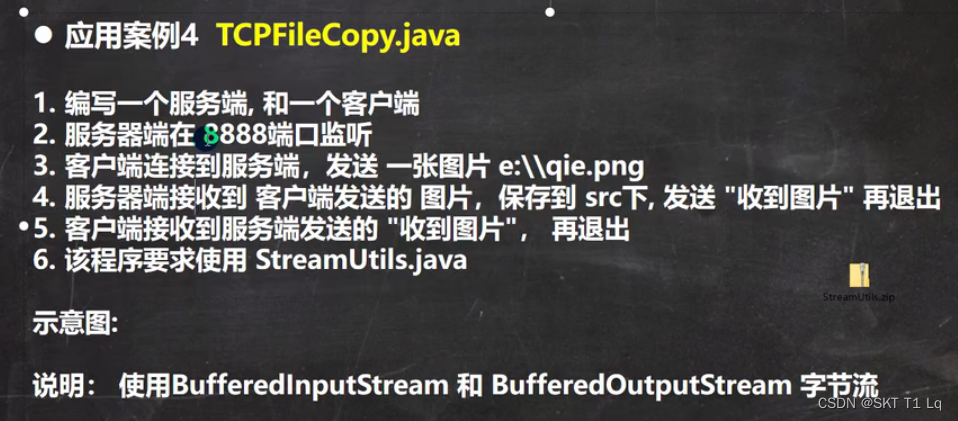 ● 应用案例4 TCPFileCopy.java
1. 编写一个服务端, 和一个客户端
2. 服务器端在 8888端口监听
3. 客户端连接到服务端，发送 一张图片 e:\\qie.png
4. 服务器端接收到 客户端发送的 图片，保存到 src下, 发送 "收到图片" 再退出
5. 客户端接收到服务端发送的 "收到图片"， 再退出
6. 该程序要求使用 StreamUtils.java
StreamUtils.zip
示意图:
说明： 使用BufferedInputStream 和 BufferedOutputStream 字节流
CSDN @SKT T1 Lq